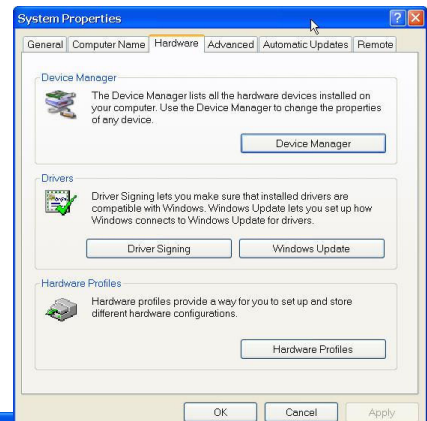 System Properties
General Computer Name Hardware Advanced Automatic Updates Remote
Device Manager
The Device Manager lists all the hardware devices installed on
your computer. Use the Device Manager to change the properties
of any device.
Device Manager
Drivers
Driver Signing lets you make sure that installed drivers are
compatible with Windows. Windows Update lets you set up how
Windows connects to Windows Update for drivers.
Driver Signing Windows Update
Hardware Profiles
Hardware profiles provide a way for you to set up and store
different hardware configurations.
Hardware Profiles
OK Cancel Apply